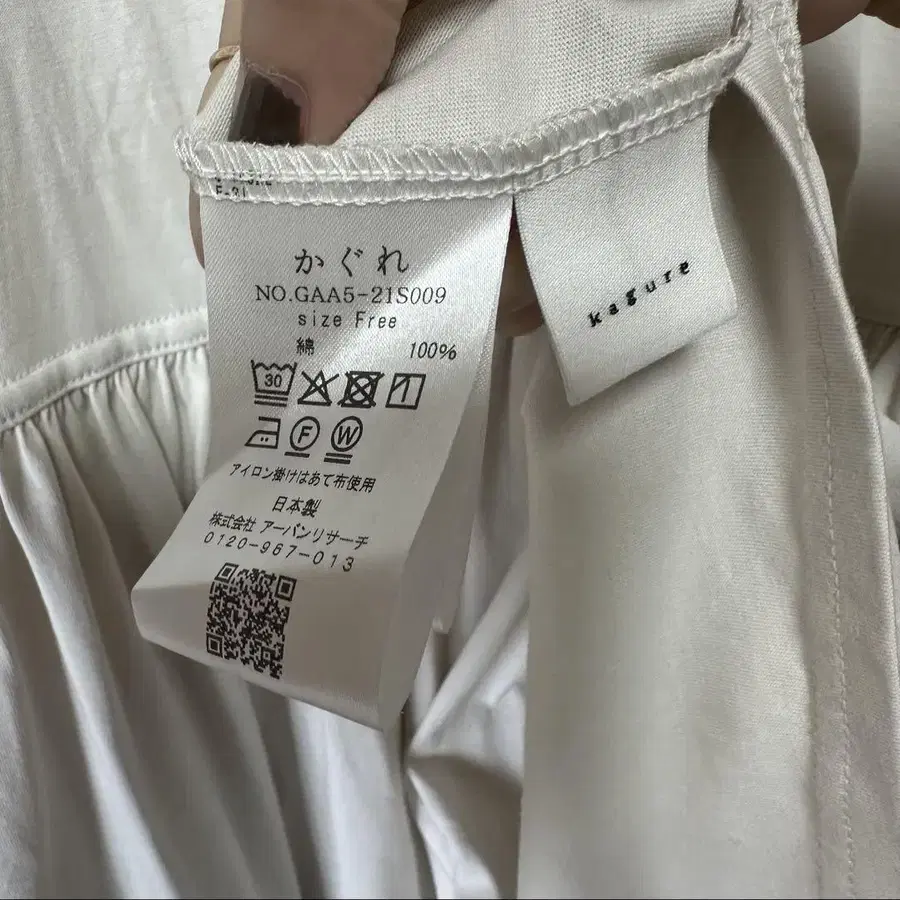 かぐれ
NO.GAA5-21S009
size Free
綿 100%
30
F W
アイロン掛けはあて布使用
日本製
株式会社 アーバンリサーチ
0120-967-013
kagure